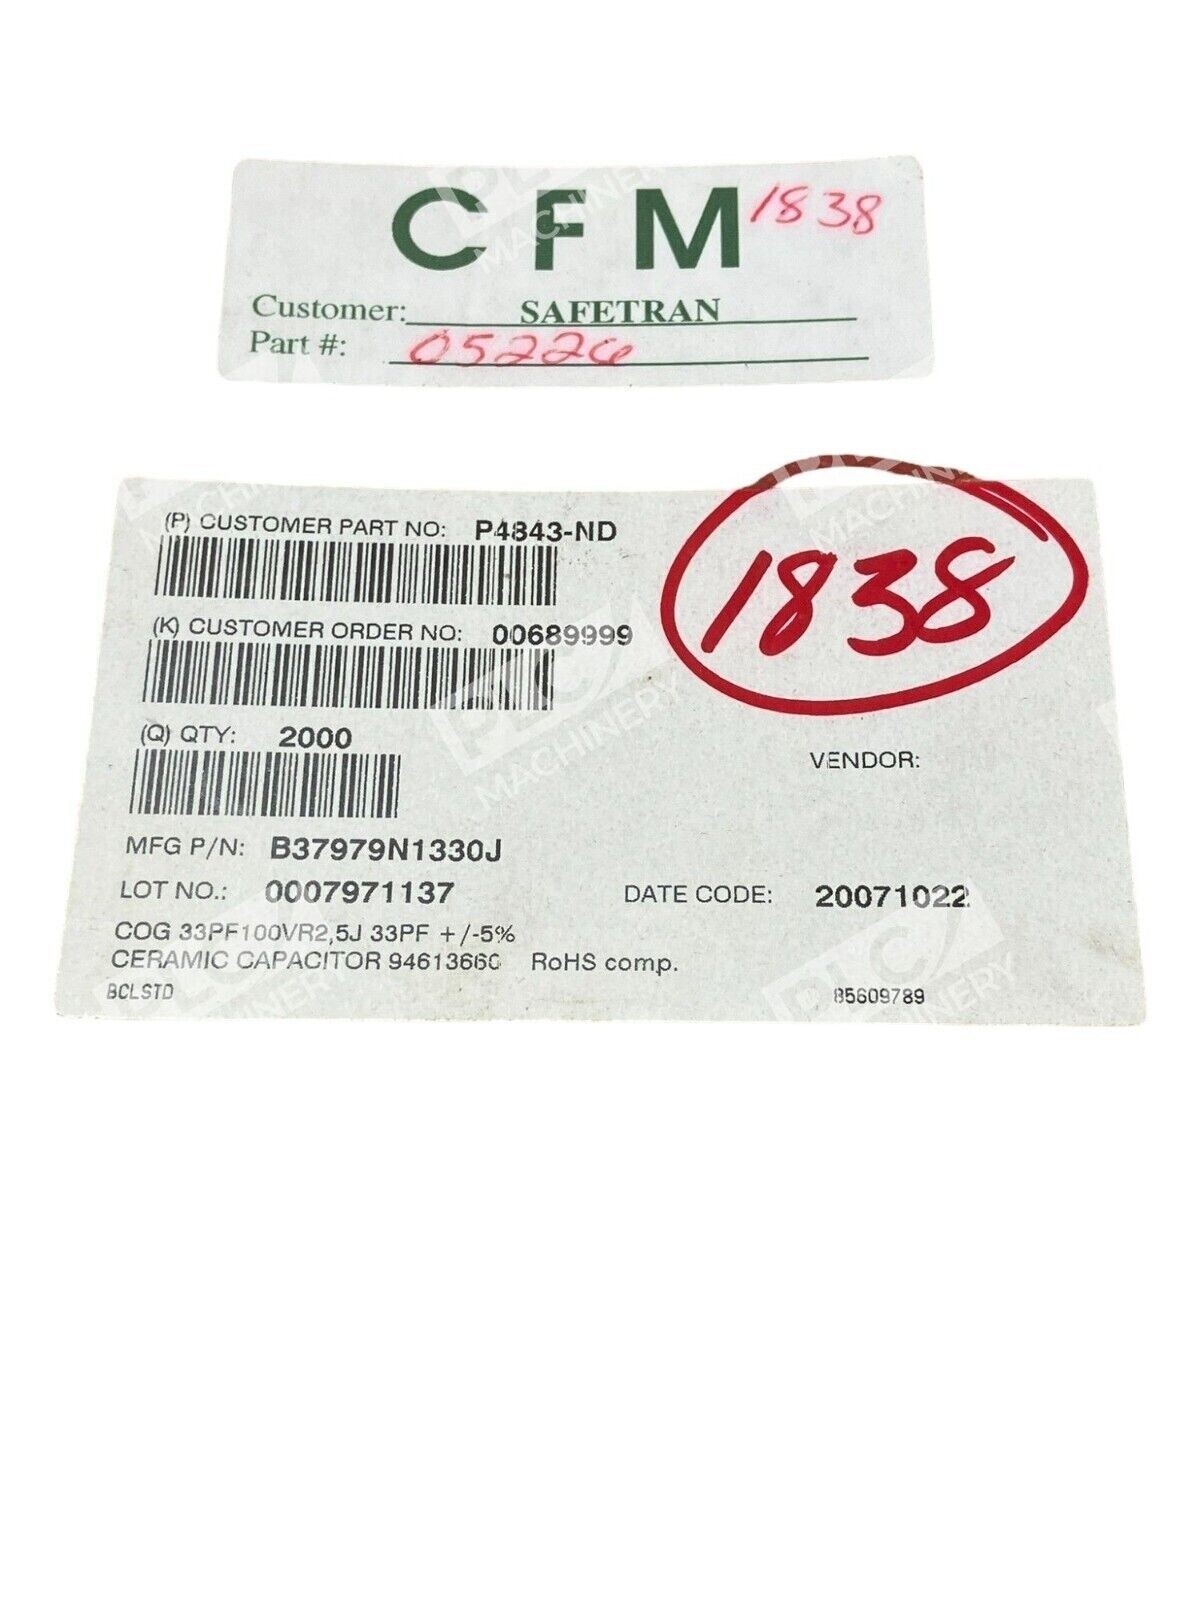 CFM 1838
Customer: SAFETRAN
Part #: 05226
1838
(P) CUSTOMER PART NO: P4843-ND
(K) CUSTOMER ORDER NO: 00689999
(Q) QTY: 2000
VENDOR:
MFG P/N: B37979N1330J
LOT NO.: 0007971137 DATE CODE: 20071022
COG 33PF100VR2,5J 33PF +/-5%
CERAMIC CAPACITOR 94613660 RoHS comp.
BCLSTD 85609789
PLC MACHINERY